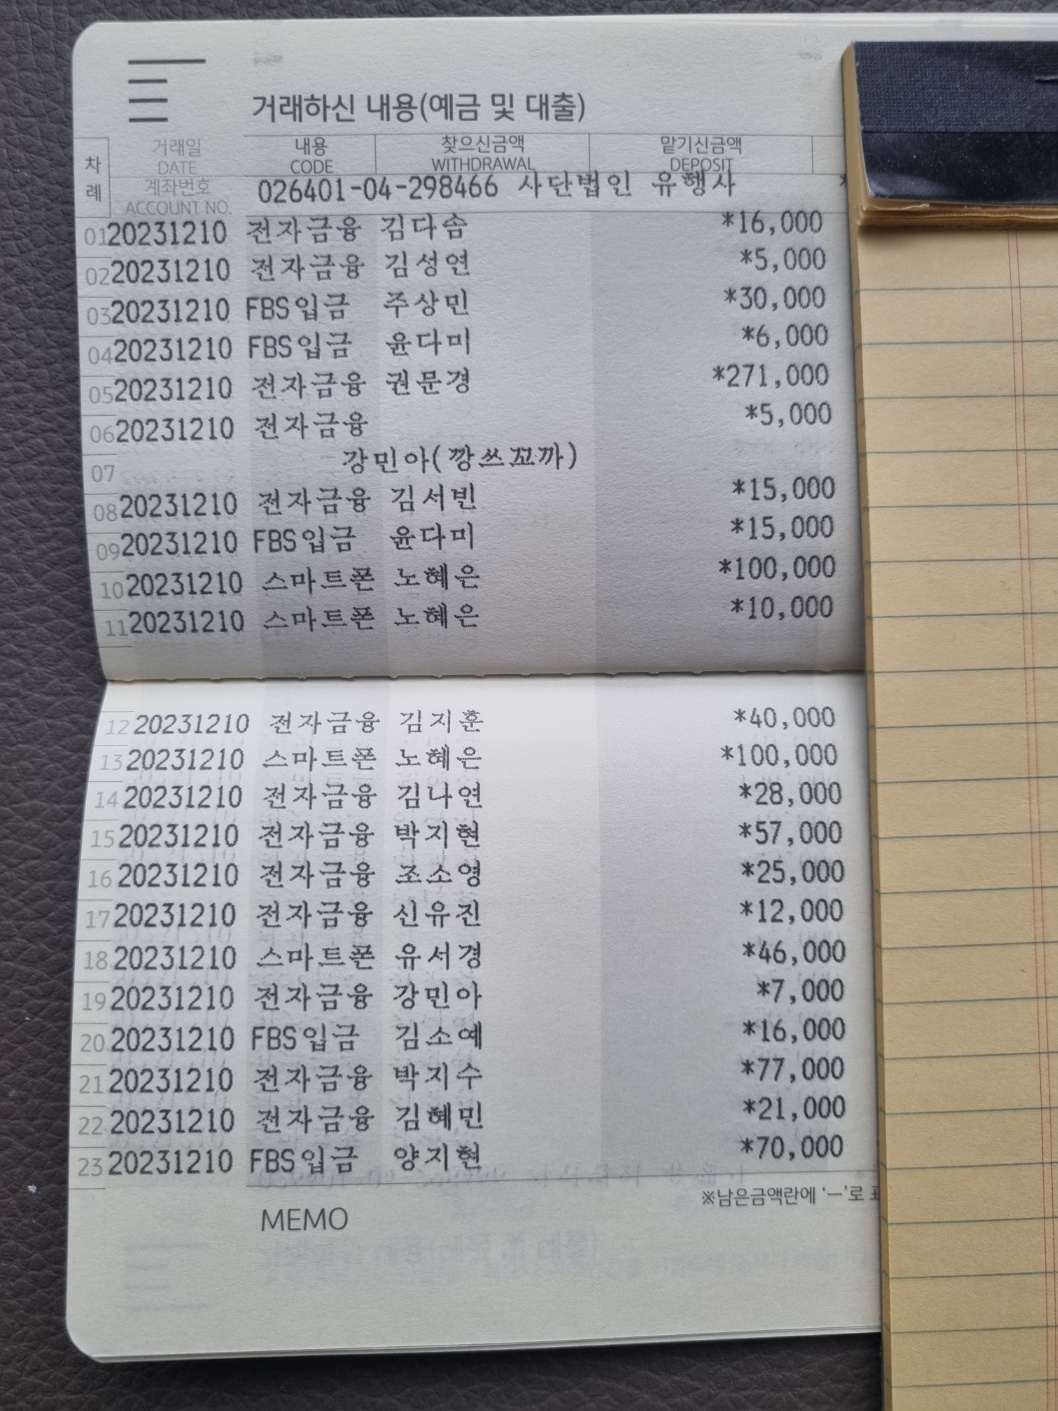 거래하신 내용(예금 및 대출)
차례 거래일 DATE 내용 CODE 찾으신금액 WITHDRAWAL 맡기신금액 DEPOSIT
계좌번호 ACCOUNT NO. 026401-04-298466 사단법인 유행사 *
01 20231210 전자금융 김다솜 *16,000
02 20231210 전자금융 김성연 *5,000
03 20231210 FBS입금 주상민 *30,000
04 20231210 FBS입금 윤다미 *6,000
05 20231210 전자금융 권문경 *271,000
06 20231210 전자금융 *5,000
07 강민아(깡쓰꼬까)
08 20231210 전자금융 김서빈 *15,000
09 20231210 FBS입금 윤다미 *15,000
10 20231210 스마트폰 노혜은 *100,000
11 20231210 스마트폰 노혜은 *10,000
12 20231210 전자금융 김지훈 *40,000
13 20231210 스마트폰 노혜은 *100,000
14 20231210 전자금융 김나연 *28,000
15 20231210 전자금융 박지현 *57,000
16 20231210 전자금융 조소영 *25,000
17 20231210 전자금융 신유진 *12,000
18 20231210 스마트폰 유서경 *46,000
19 20231210 전자금융 강민아 *7,000
20 20231210 FBS입금 김소예 *16,000
21 20231210 전자금융 박지수 *77,000
22 20231210 전자금융 김혜민 *21,000
23 20231210 FBS입금 양지현 *70,000
※남은금액란에 '-'로
MEMO